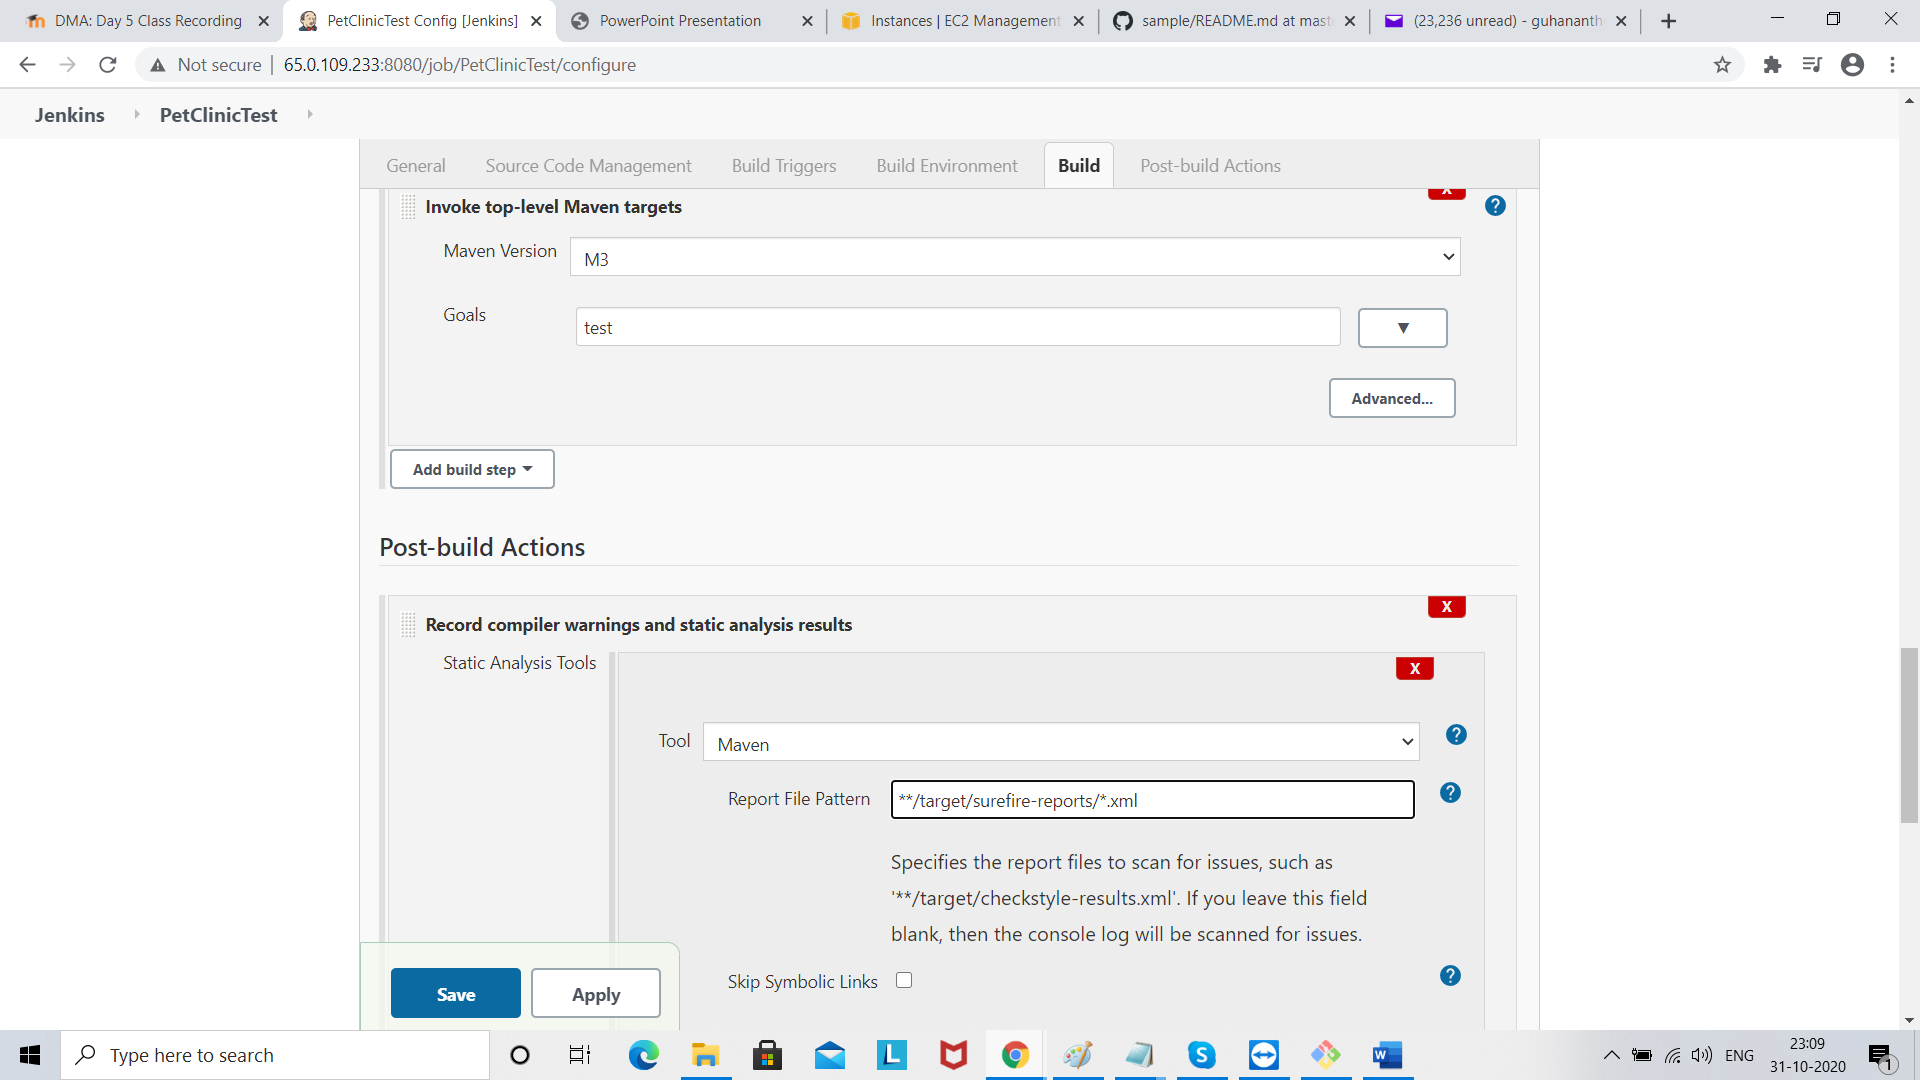 DMA: Day 5 Class Recording
PetClinicTest Config [Jenkins]
PowerPoint Presentation
Instances | EC2 Management
sample/README.md at mast
(23,236 unread) - guhananth
Not secure
65.0.109.233:8080/job/PetClinicTest/configure
Jenkins
PetClinicTest
General
Source Code Management
Build Triggers
Build Environment
Build
Post-build Actions
X
Invoke top-level Maven targets
?
Maven Version
M3
Goals
test
▼
Advanced...
Add build step
Post-build Actions
X
Record compiler warnings and static analysis results
Static Analysis Tools
X
Tool
Maven
?
Report File Pattern
**/target/surefire-reports/*.xml
?
Specifies the report files to scan for issues, such as
'**/target/checkstyle-results.xml'. If you leave this field
blank, then the console log will be scanned for issues.
Skip Symbolic Links
?
Save
Apply
Type here to search
L
S
W
ENG
23:09
31-10-2020
1